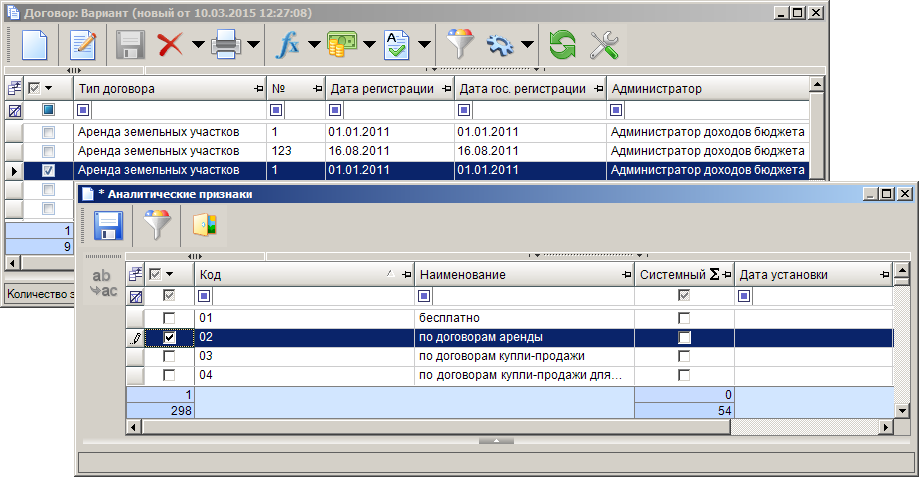 Договор: Вариант (новый от 10.03.2015 12:27:08)
Тип договора № Дата регистрации Дата гос. регистрации Администратор
Аренда земельных участков 1 01.01.2011 01.01.2011 Администратор доходов бюджета
Аренда земельных участков 123 16.08.2011 16.08.2011 Администратор доходов бюджета
Аренда земельных участков 1 01.01.2011 01.01.2011 Администратор доходов бюджета
1
9
Количество з
* Аналитические признаки
ab
ac
Код Наименование Системный Σ Дата установки
01 бесплатно
02 по договорам аренды
03 по договорам купли-продажи
04 по договорам купли-продажи для...
1 0
298 54